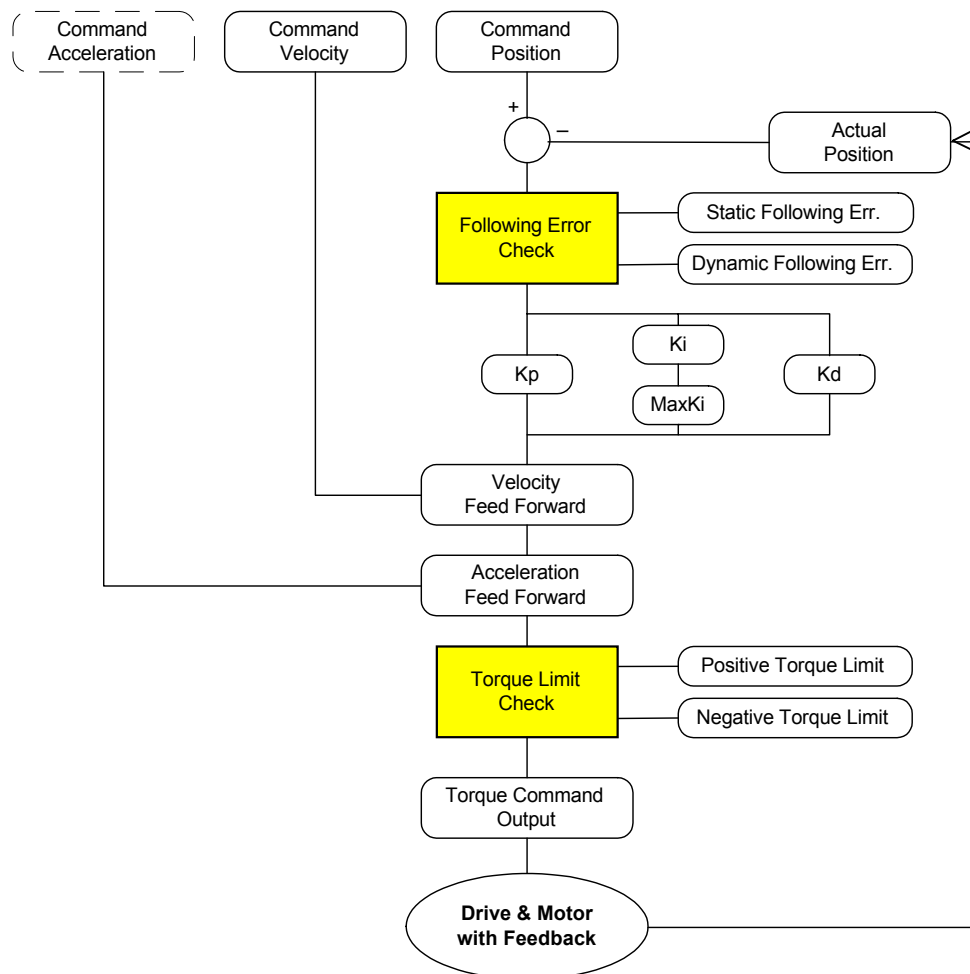 Command
Acceleration
Command
Velocity
Command
Position
+
–
Actual
Position
Following Error
Check
Static Following Err.
Dynamic Following Err.
Kp
Ki
MaxKi
Kd
Velocity
Feed Forward
Acceleration
Feed Forward
Torque Limit
Check
Positive Torque Limit
Negative Torque Limit
Torque Command
Output
Drive & Motor
with Feedback